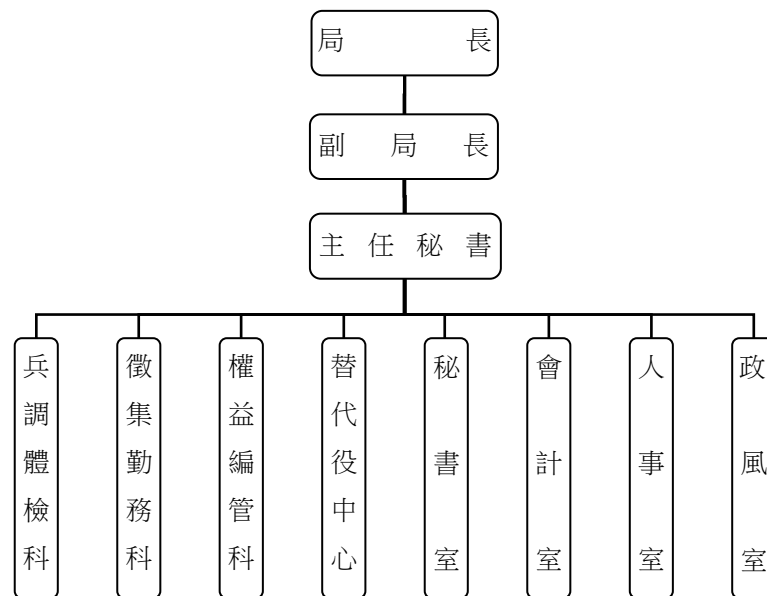 局長
副局長
主任秘書
兵調體檢科
徵集勤務科
權益編管科
替代役中心
秘書室
會計室
人事室
政風室